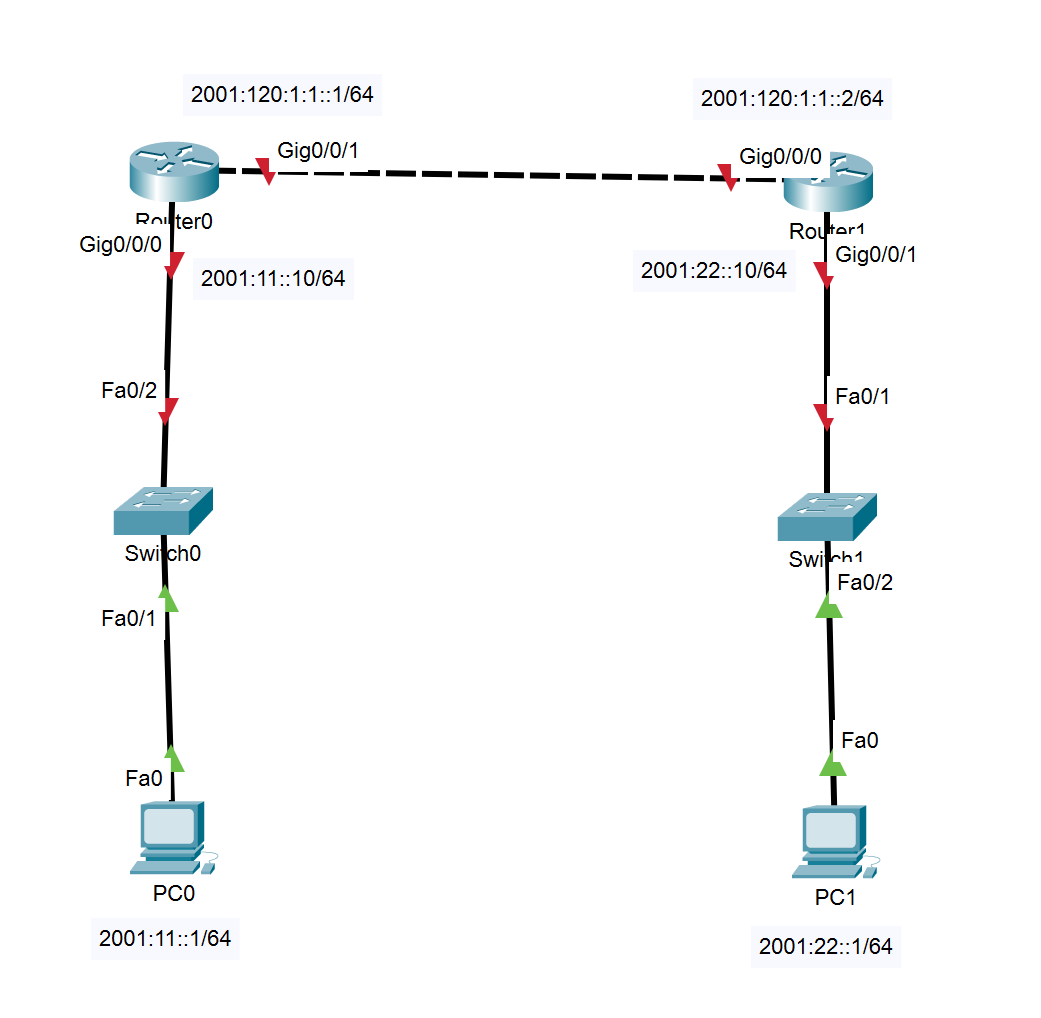 2001:120:1:1::1/64
2001:120:1:1::2/64
Gig0/0/1
Gig0/0/0
Router0
Router1
Gig0/0/0
Gig0/0/1
2001:11::10/64
2001:22::10/64
Fa0/2
Fa0/1
Switch0
Switch1
Fa0/1
Fa0/2
Fa0
Fa0
PC0
PC1
2001:11::1/64
2001:22::1/64